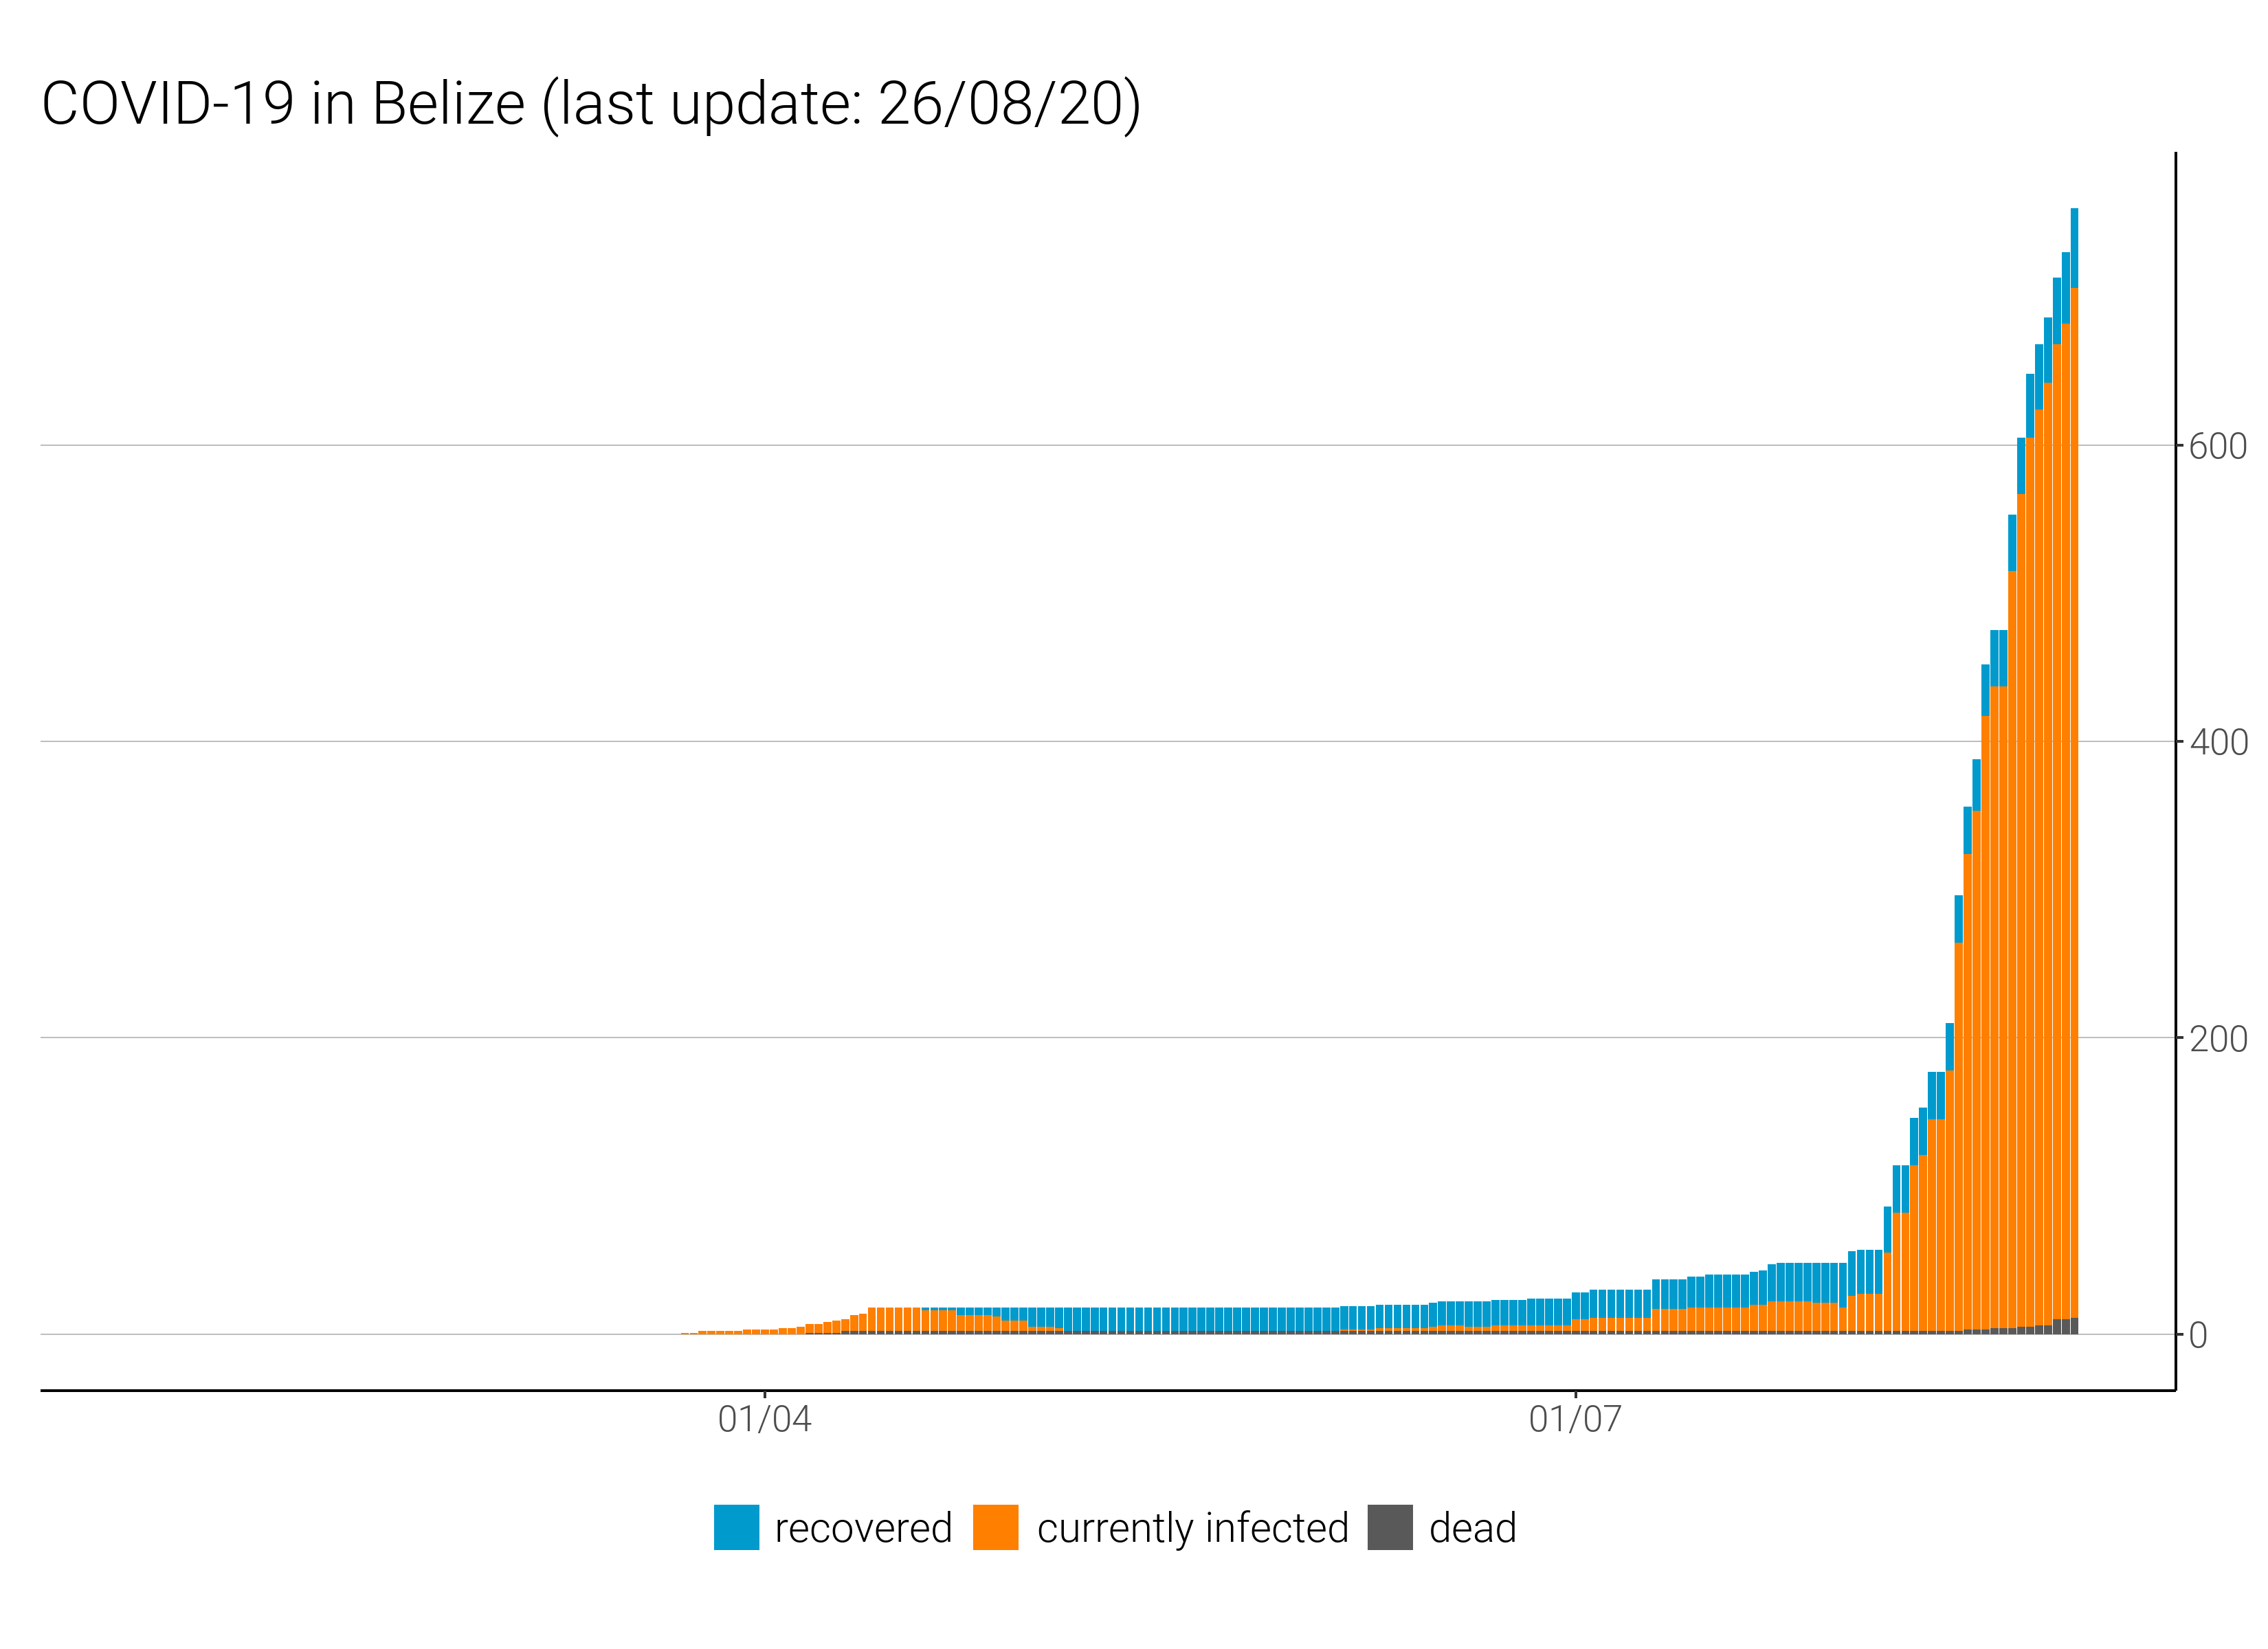 COVID-19 in Belize (last update: 26/08/20)
600
400
200
0
01/04 01/07
recovered currently infected dead